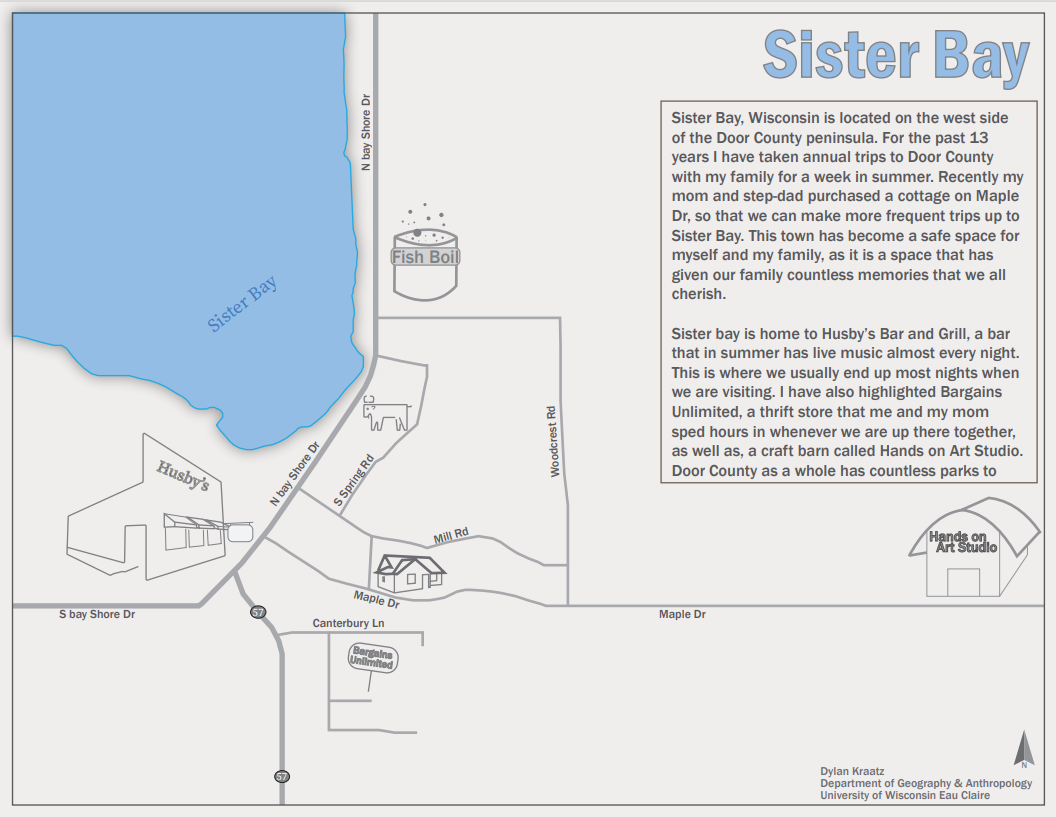 Sister Bay
Sister Bay, Wisconsin is located on the west side
of the Door County peninsula. For the past 13
years I have taken annual trips to Door County
with my family for a week in summer. Recently my
mom and step-dad purchased a cottage on Maple
Dr, so that we can make more frequent trips up to
Sister Bay. This town has become a safe space for
myself and my family, as it is a space that has
given our family countless memories that we all
cherish.
Sister bay is home to Husby's Bar and Grill, a bar
that in summer has live music almost every night.
This is where we usually end up most nights when
we are visiting. I have also highlighted Bargains
Unlimited, a thrift store that me and my mom
sped hours in whenever we are up there together,
as well as, a craft barn called Hands on Art Studio.
Door County as a whole has countless parks to
N bay Shore Dr
Fish Boil
Sister Bay
Woodcrest Rd
N bay Shore Dr
S Spring Rd
Husby's
Mill Rd
Hands on
Art Studio
Maple Dr
S bay Shore Dr
57
Maple Dr
Canterbury Ln
Bargains
Unlimited
57
N
Dylan Kraatz
Department of Geography & Anthropology
University of Wisconsin Eau Claire